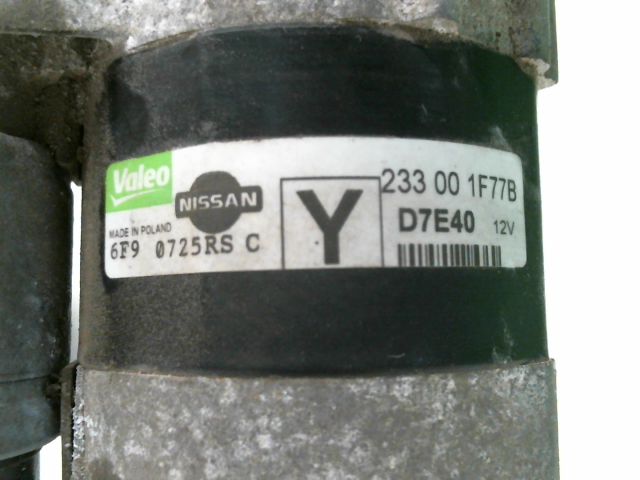 Valeo
NISSAN
MADE IN POLAND
6F9 0725RS C
Y
233 00 1F77B
D7E40 12V